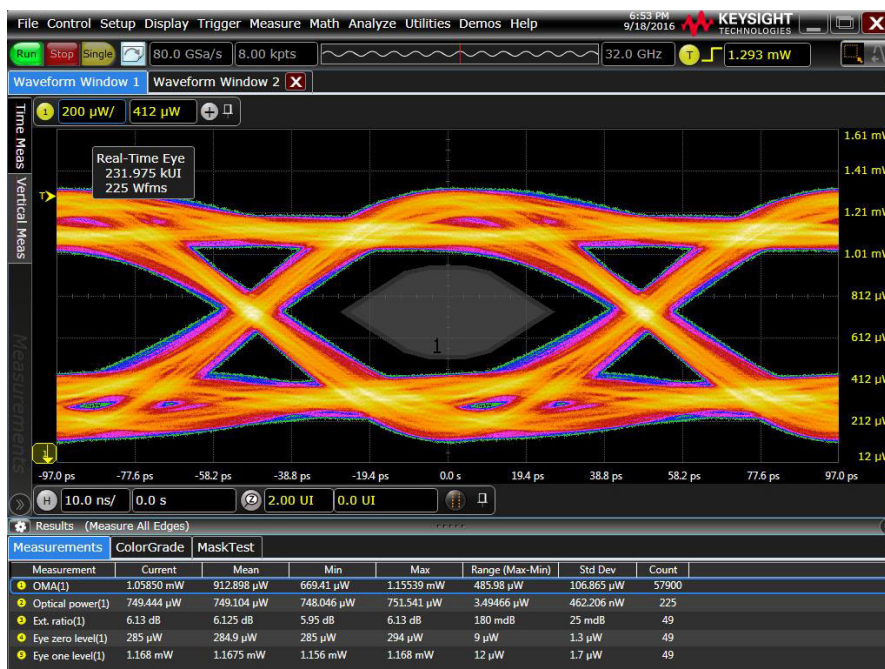 File Control Setup Display Trigger Measure Math Analyze Utilities Demos Help 6:53 PM 9/18/2016 KEYSIGHT TECHNOLOGIES
Run Stop Single 80.0 GSa/s 8.00 kpts 32.0 GHz T 1.293 mW
Waveform Window 1 Waveform Window 2 X
Time Meas
Vertical Meas
Measurements
1 200 µW/ 412 µW +
Real-Time Eye
231.975 kUI
225 Wfms
T
1
1
1.61 mW
1.41 mW
1.21 mW
1.01 mW
812 µW
612 µW
412 µW
212 µW
12 µW
-97.0 ps -77.6 ps -58.2 ps -38.8 ps -19.4 ps 0.0 s 19.4 ps 38.8 ps 58.2 ps 77.6 ps 97.0 ps
H 10.0 ns/ 0.0 s 2.00 UI 0.0 UI
Results (Measure All Edges)
Measurements ColorGrade MaskTest
Measurement Current Mean Min Max Range (Max-Min) Std Dev Count
1 OMA(1) 1.05850 mW 912.898 µW 669.41 µW 1.15539 mW 485.98 µW 106.865 µW 57900
2 Optical power(1) 749.444 µW 749.104 µW 748.046 µW 751.541 µW 3.49466 µW 462.206 nW 225
3 Ext. ratio(1) 6.13 dB 6.125 dB 5.95 dB 6.13 dB 180 mdB 25 mdB 49
4 Eye zero level(1) 285 µW 284.9 µW 285 µW 294 µW 9 µW 1.3 µW 49
5 Eye one level(1) 1.168 mW 1.1675 mW 1.156 mW 1.168 mW 12 µW 1.7 µW 49